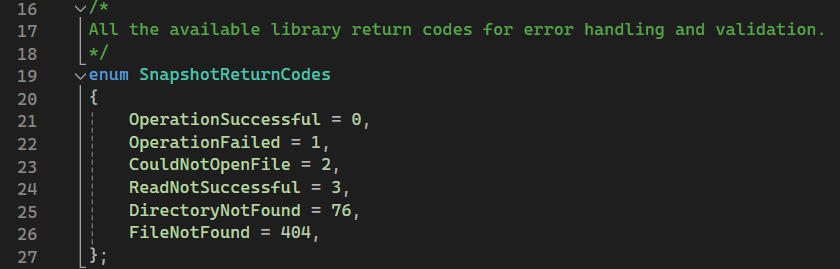 16 /*
17 All the available library return codes for error handling and validation.
18 */
19 enum SnapshotReturnCodes
20 {
21     OperationSuccessful = 0,
22     OperationFailed = 1,
23     CouldNotOpenFile = 2,
24     ReadNotSuccessful = 3,
25     DirectoryNotFound = 76,
26     FileNotFound = 404,
27 };